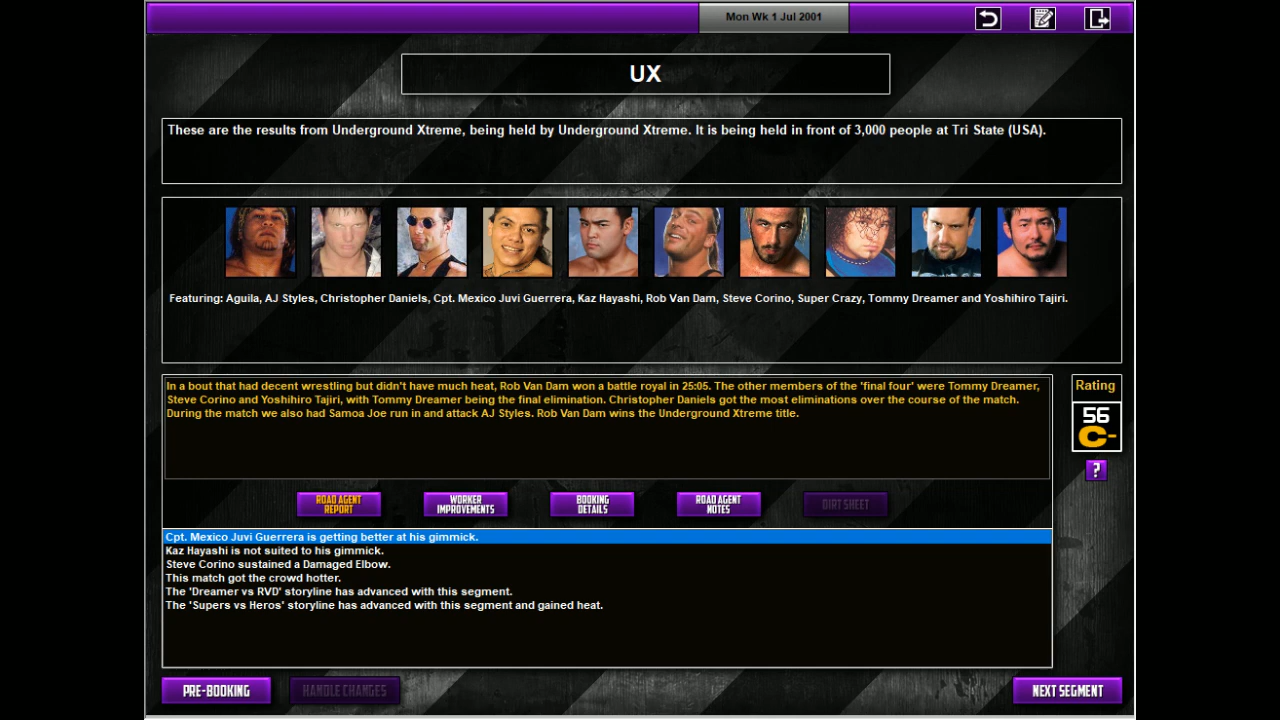 Mon Wk 1 Jul 2001
UX
These are the results from Underground Xtreme, being held by Underground Xtreme. It is being held in front of 3,000 people at Tri State (USA).
Featuring: Aguila, AJ Styles, Christopher Daniels, Cpt. Mexico Juvi Guerrera, Kaz Hayashi, Rob Van Dam, Steve Corino, Super Crazy, Tommy Dreamer and Yoshihiro Tajiri.
In a bout that had decent wrestling but didn't have much heat, Rob Van Dam won a battle royal in 25:05. The other members of the 'final four' were Tommy Dreamer,
Steve Corino and Yoshihiro Tajiri, with Tommy Dreamer being the final elimination. Christopher Daniels got the most eliminations over the course of the match.
During the match we also had Samoa Joe run in and attack AJ Styles. Rob Van Dam wins the Underground Xtreme title.
Rating
56
C-
?
ROAD AGENT
REPORT
WORKER
IMPROVEMENTS
BOOKING
DETAILS
ROAD AGENT
NOTES
DIRT SHEET
Cpt. Mexico Juvi Guerrera is getting better at his gimmick.
Kaz Hayashi is not suited to his gimmick.
Steve Corino sustained a Damaged Elbow.
This match got the crowd hotter.
The 'Dreamer vs RVD' storyline has advanced with this segment.
The 'Supers vs Heros' storyline has advanced with this segment and gained heat.
PRE-BOOKING
HANDLE CHANGES
NEXT SEGMENT